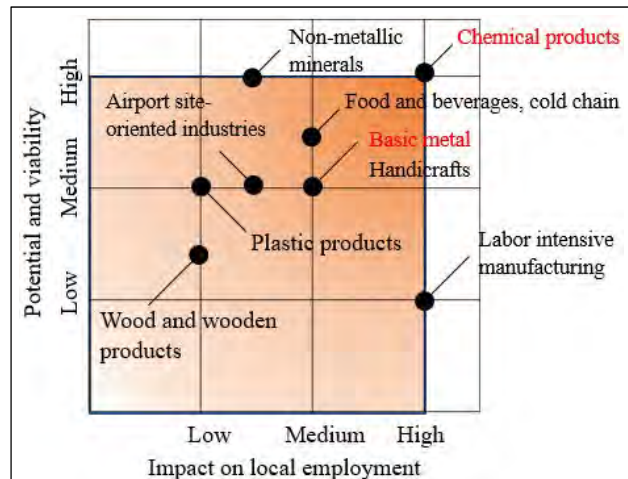 Non-metallic
minerals
Chemical products
Airport site-
oriented industries
Food and beverages, cold chain
Basic metal
Handicrafts
Plastic products
Labor intensive
manufacturing
Wood and wooden
products
Potential and viability
High
Medium
Low
Low Medium High
Impact on local employment